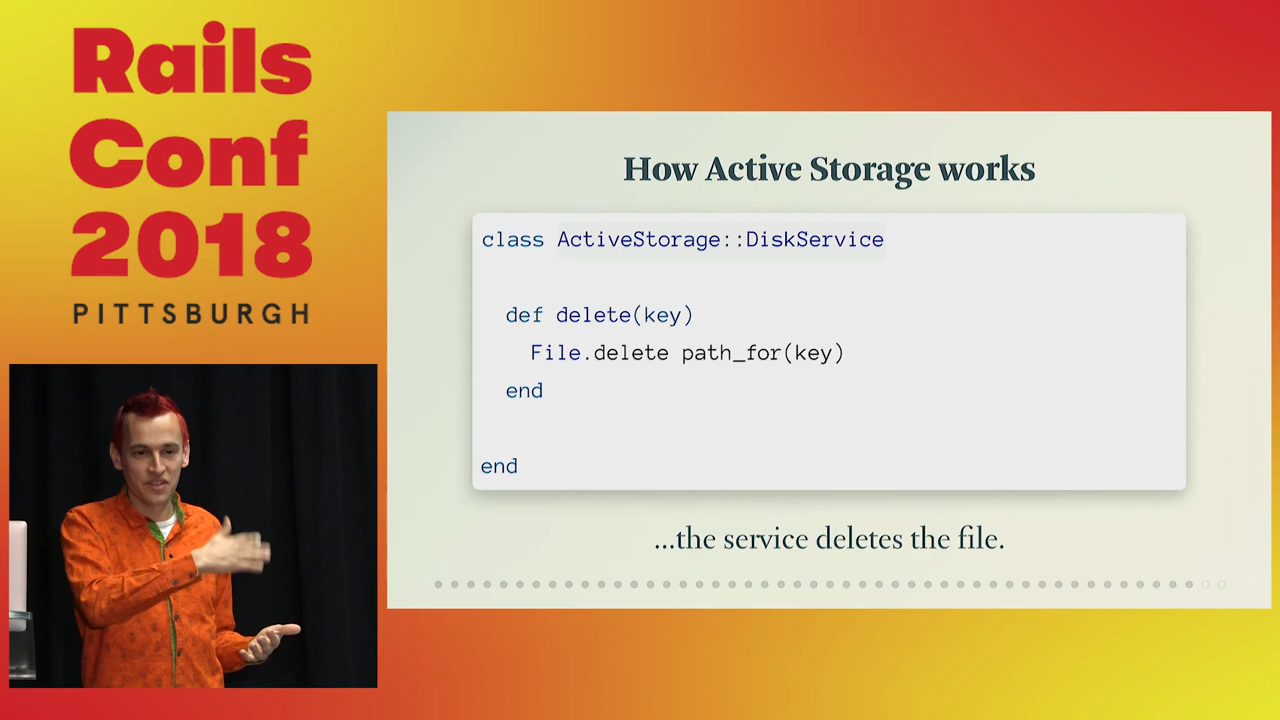 Rails
Conf
2018
PITTSBURGH
How Active Storage works
class ActiveStorage::DiskService
def delete(key)
File.delete path_for(key)
end
end
...the service deletes the file.